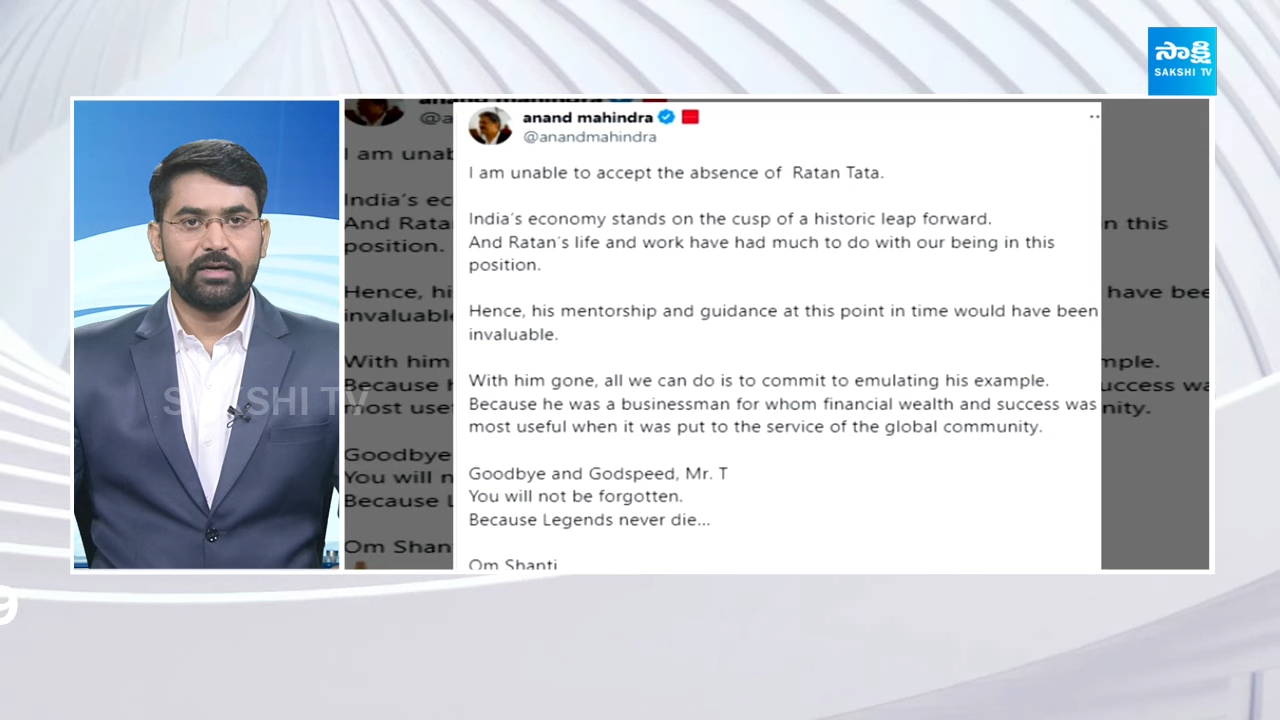 సాక్షి
SAKSHI TV
anand mahindra
@anandmahindra
I am unable to accept the absence of Ratan Tata.
India's economy stands on the cusp of a historic leap forward.
And Ratan's life and work have had much to do with our being in this
position.
Hence, his mentorship and guidance at this point in time would have been
invaluable.
With him gone, all we can do is to commit to emulating his example.
Because he was a businessman for whom financial wealth and success was
most useful when it was put to the service of the global community.
Goodbye and Godspeed, Mr. T
You will not be forgotten.
Because Legends never die...
Om Shanti
SAKSHI TV
9